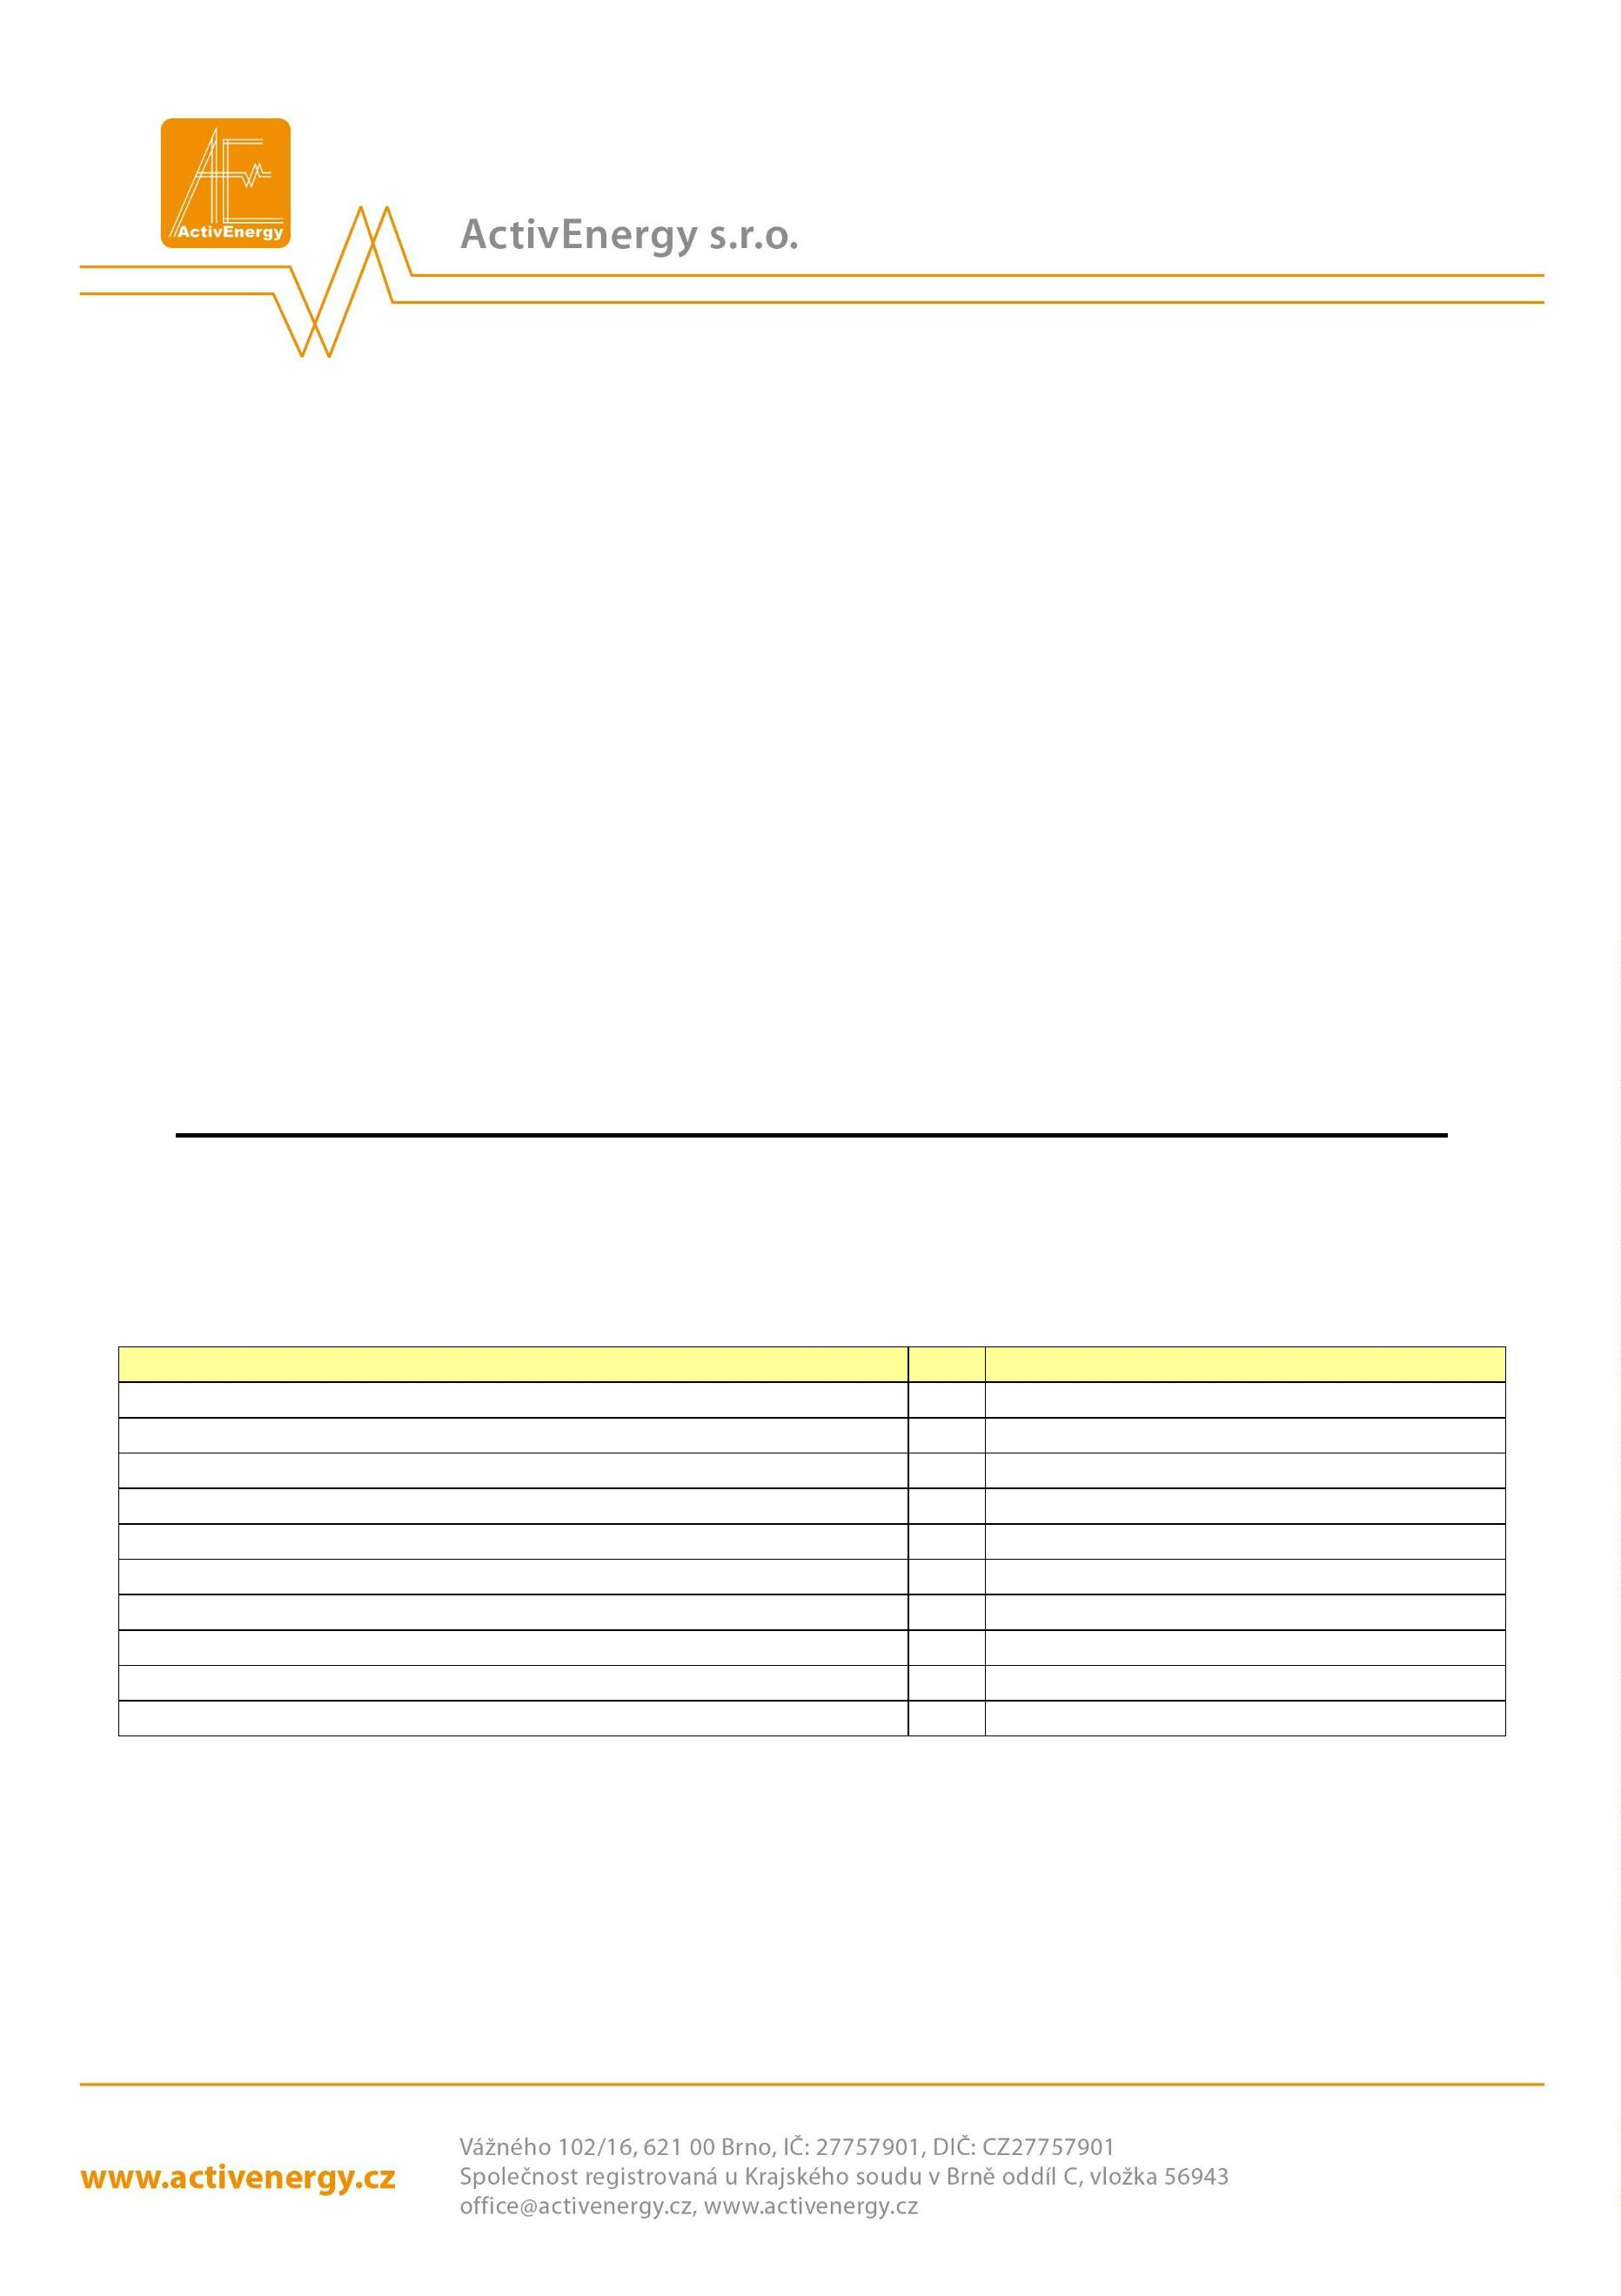 ActivEnergy
ActivEnergy s.r.o.
www.activenergy.cz
Vážného 102/16, 621 00 Brno, IČ: 27757901, DIČ: CZ27757901
Společnost registrovaná u Krajského soudu v Brně oddíl C, vložka 56943
office@activenergy.cz, www.activenergy.cz